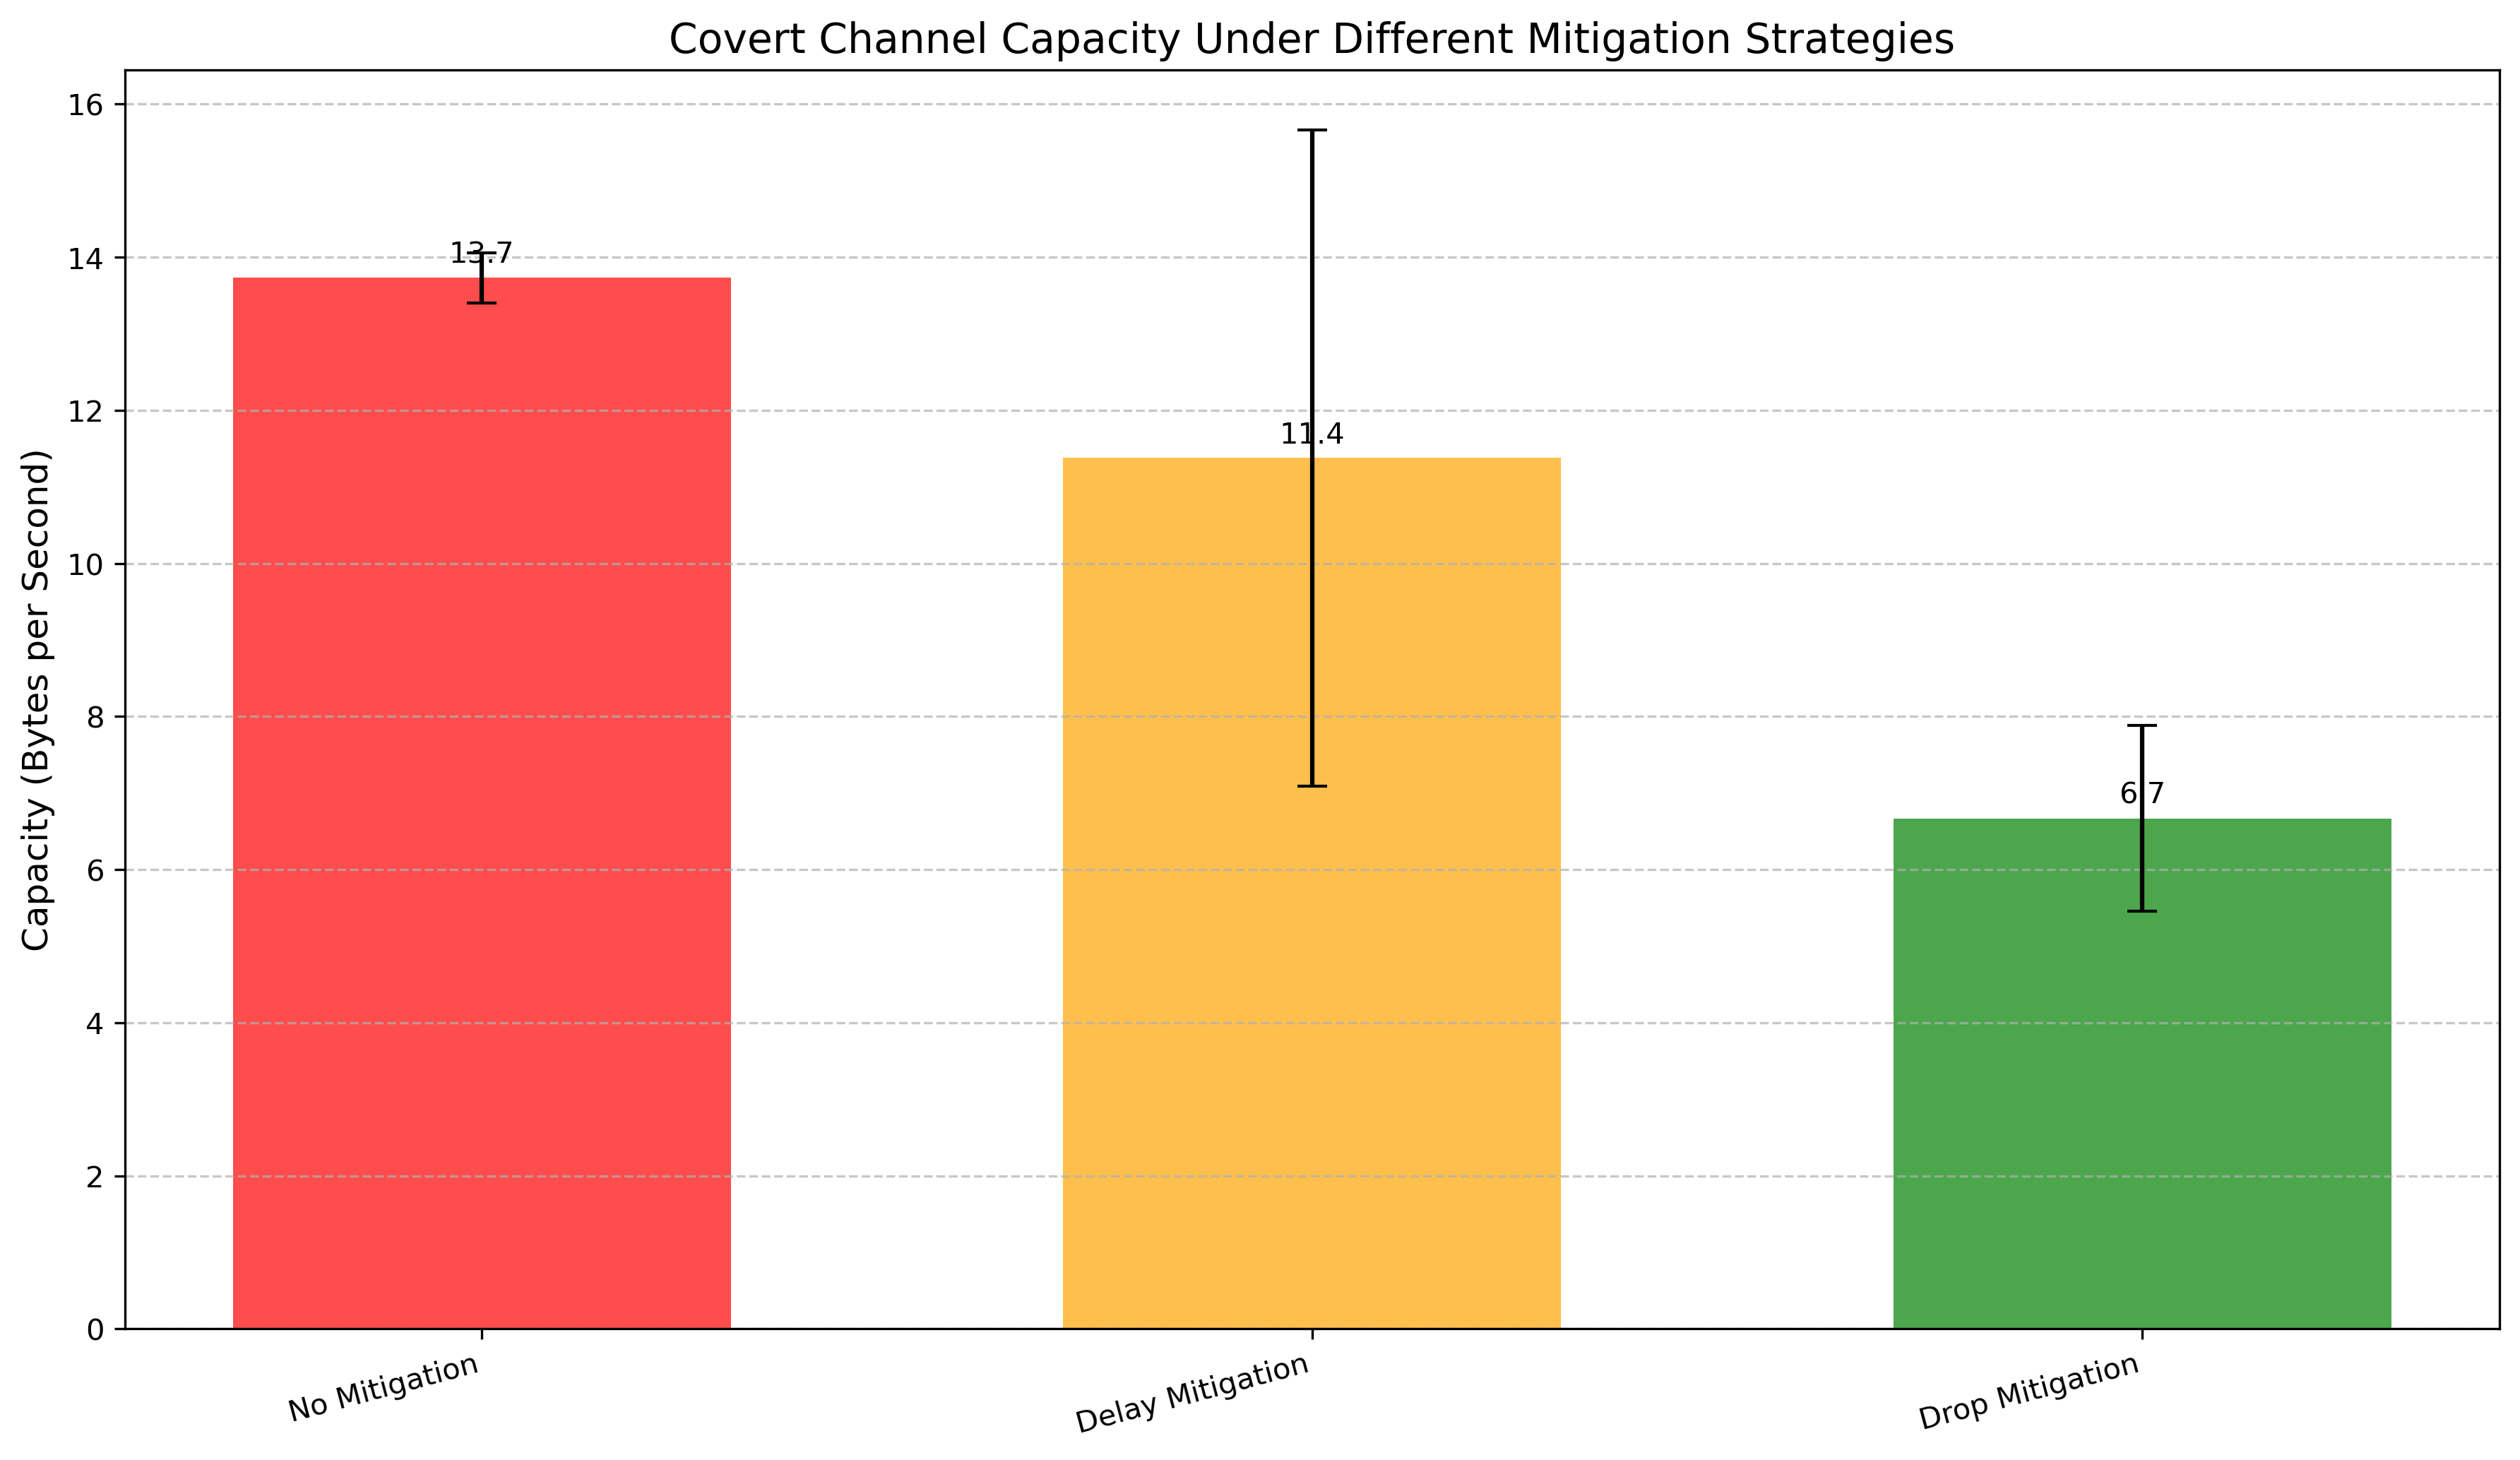 Covert Channel Capacity Under Different Mitigation Strategies
Capacity (Bytes per Second)
16
14
12
10
8
6
4
2
0
13.7
11.4
6.7
No Mitigation
Delay Mitigation
Drop Mitigation